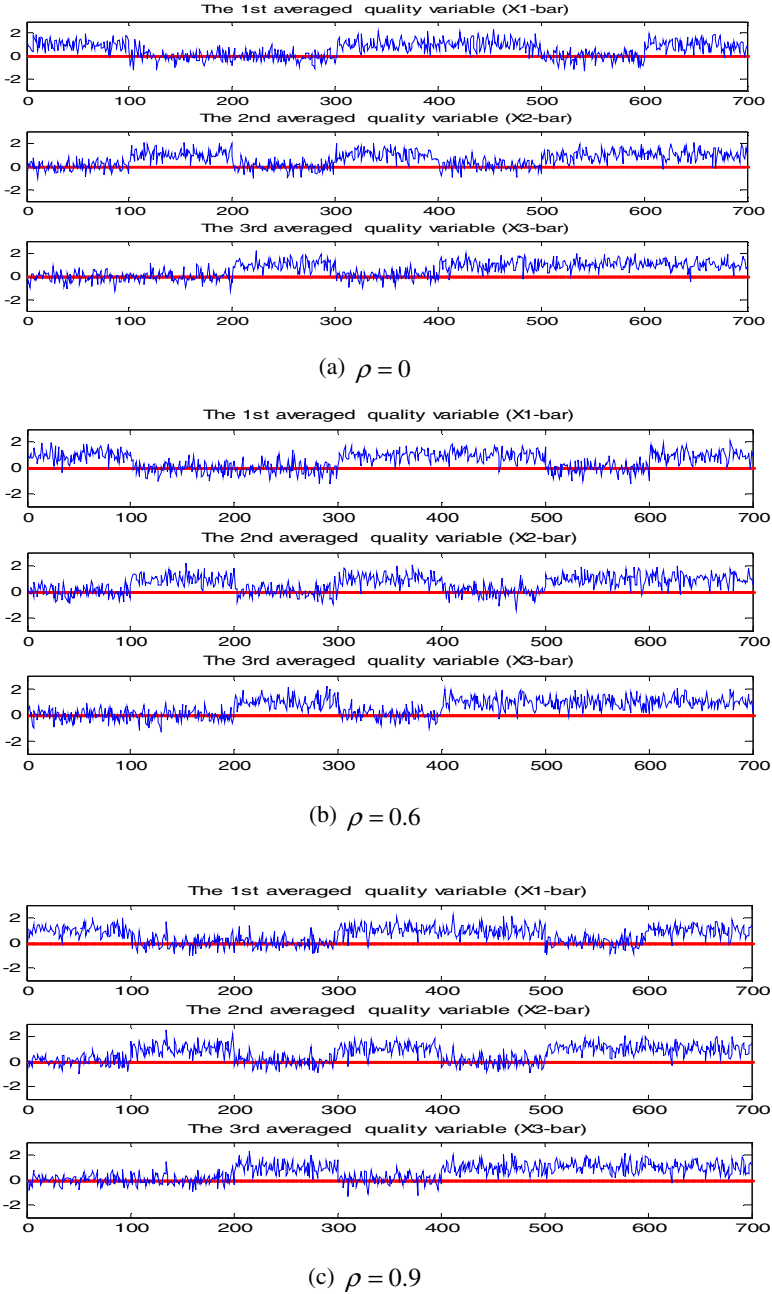 The 1st averaged quality variable (X1-bar)
2
0
-2
0 100 200 300 400 500 600 700
The 2nd averaged quality variable (X2-bar)
2
0
-2
0 100 200 300 400 500 600 700
The 3rd averaged quality variable (X3-bar)
2
0
-2
0 100 200 300 400 500 600 700
(a) ρ = 0
The 1st averaged quality variable (X1-bar)
2
0
-2
0 100 200 300 400 500 600 700
The 2nd averaged quality variable (X2-bar)
2
0
-2
0 100 200 300 400 500 600 700
The 3rd averaged quality variable (X3-bar)
2
0
-2
0 100 200 300 400 500 600 700
(b) ρ = 0.6
The 1st averaged quality variable (X1-bar)
2
0
-2
0 100 200 300 400 500 600 700
The 2nd averaged quality variable (X2-bar)
2
0
-2
0 100 200 300 400 500 600 700
The 3rd averaged quality variable (X3-bar)
2
0
-2
0 100 200 300 400 500 600 700
(c) ρ = 0.9